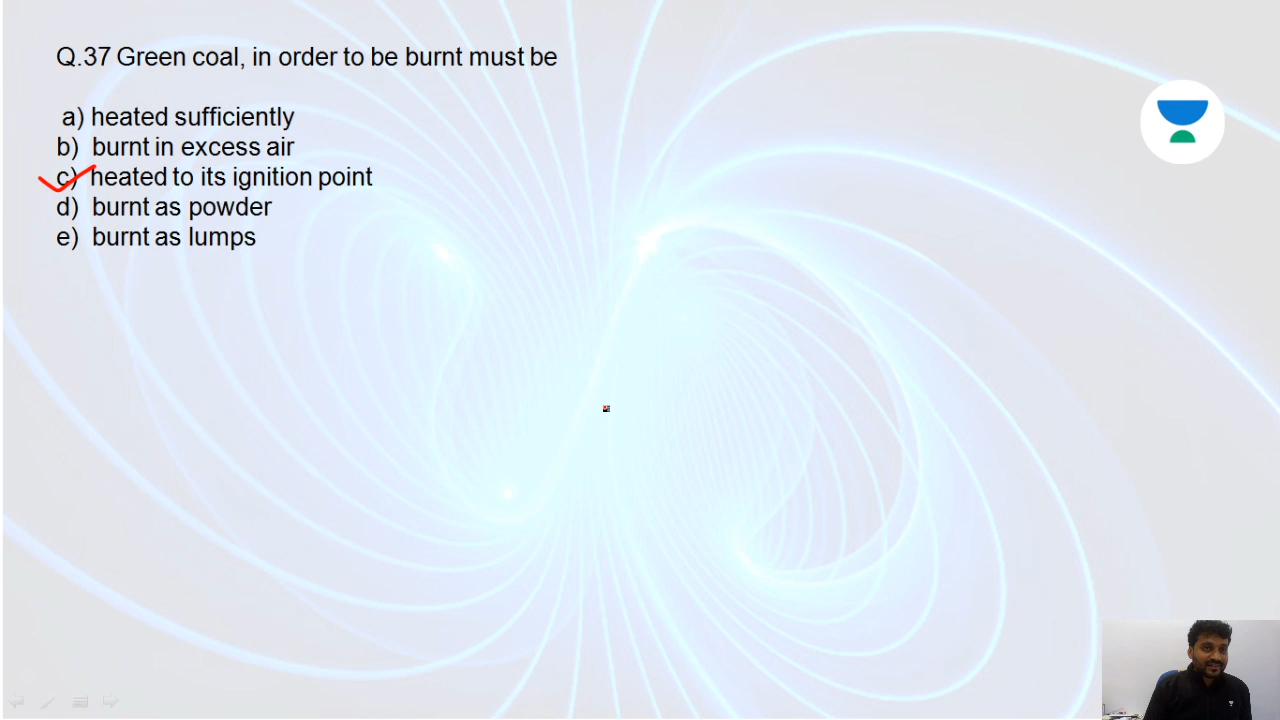 Q.37 Green coal, in order to be burnt must be
a) heated sufficiently
b) burnt in excess air
c) heated to its ignition point
d) burnt as powder
e) burnt as lumps